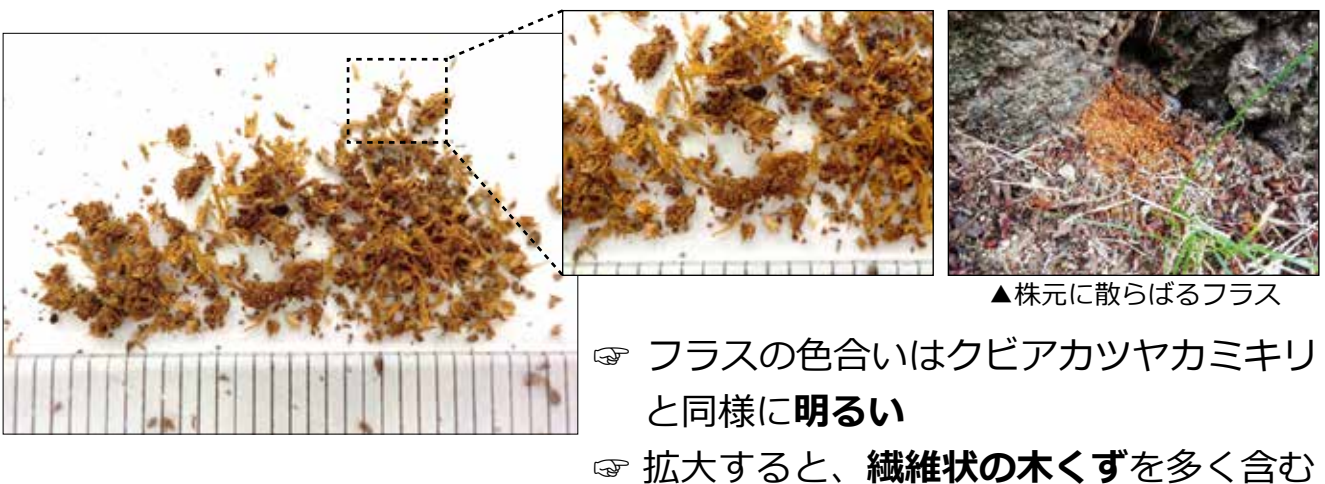 ▲株元に散らばるフラス
☞ フラスの色合いはクビアカツヤカミキリ
と同様に明るい
☞ 拡大すると、繊維状の木くずを多く含む